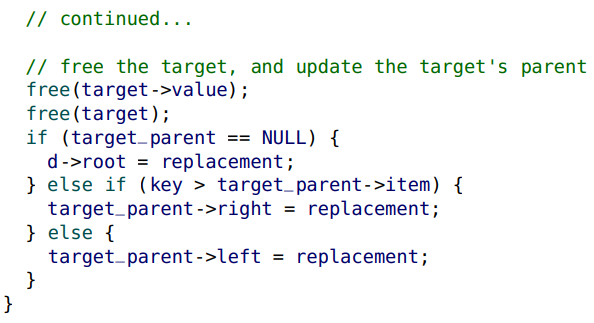 // continued...
// free the target, and update the target's parent
free(target->value);
free(target);
if (target_parent == NULL) {
d->root = replacement;
} else if (key > target_parent->item) {
target_parent->right = replacement;
} else {
target_parent->left = replacement;
}
}